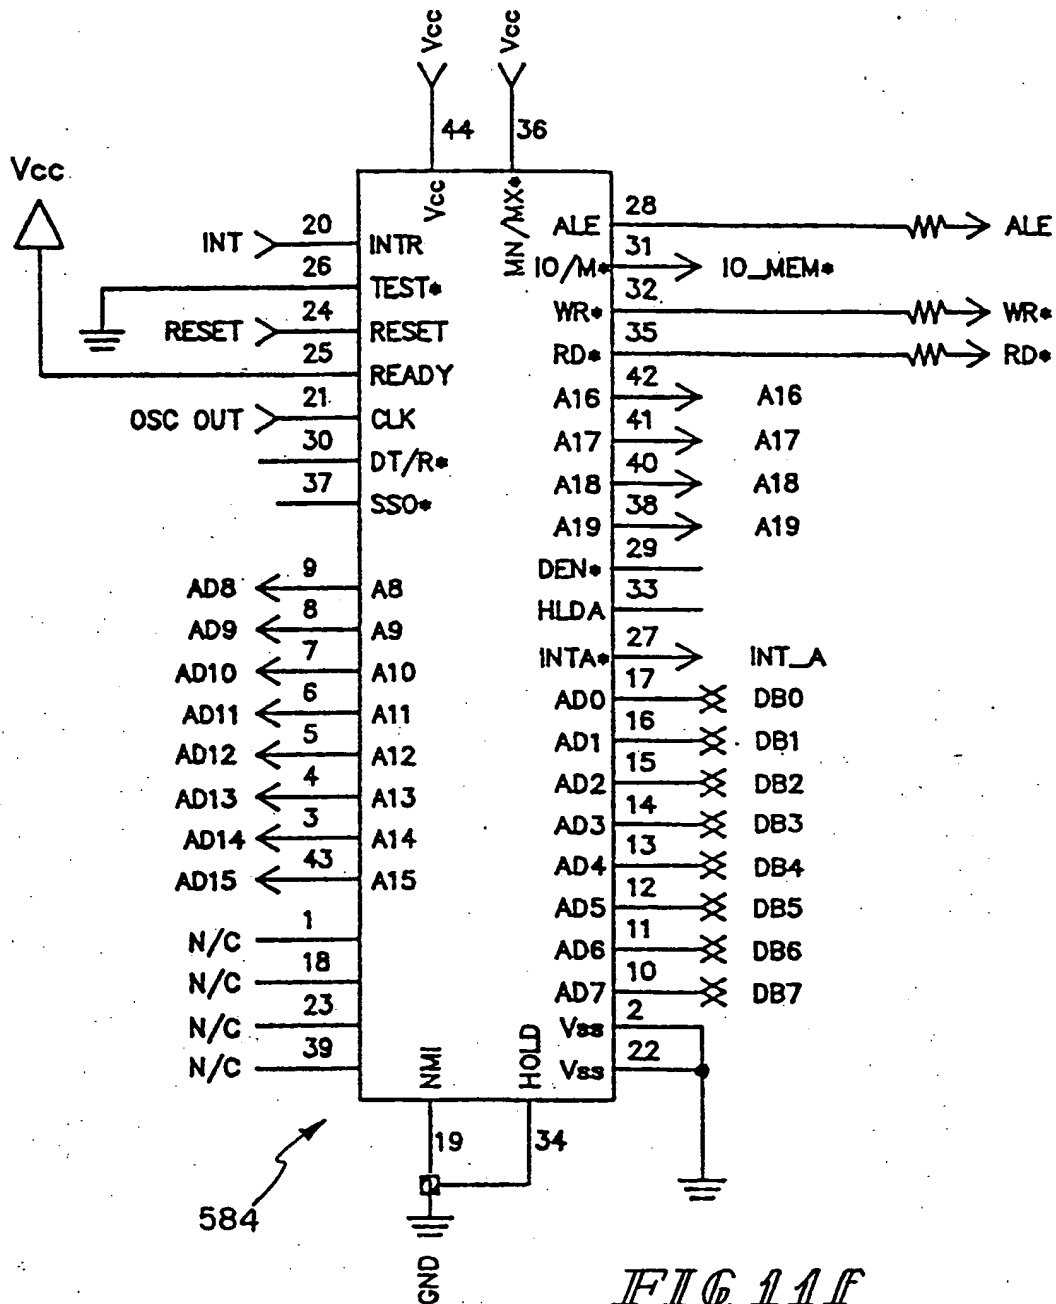 Vcc Vcc
44 36
Vcc
Vcc MN/MX*
INT 20 INTR
26 TEST*
RESET 24 RESET
25 READY
OSC OUT 21 CLK
30 DT/R*
37 SSO*
AD8 9 A8
AD9 8 A9
AD10 7 A10
AD11 6 A11
AD12 5 A12
AD13 4 A13
AD14 3 A14
AD15 43 A15
N/C 1
N/C 18
N/C 23
N/C 39
ALE 28 ALE
IO/M* 31 IO_MEM*
WR* 32 WR*
RD* 35 RD*
A16 42 A16
A17 41 A17
A18 40 A18
A19 38 A19
DEN* 29
HLDA 33
INTA* 27 INT_A
AD0 17 DB0
AD1 16 DB1
AD2 15 DB2
AD3 14 DB3
AD4 13 DB4
AD5 12 DB5
AD6 11 DB6
AD7 10 DB7
Vss 2
Vss 22
NMI HOLD
19 34
584
GND
FIG 11f